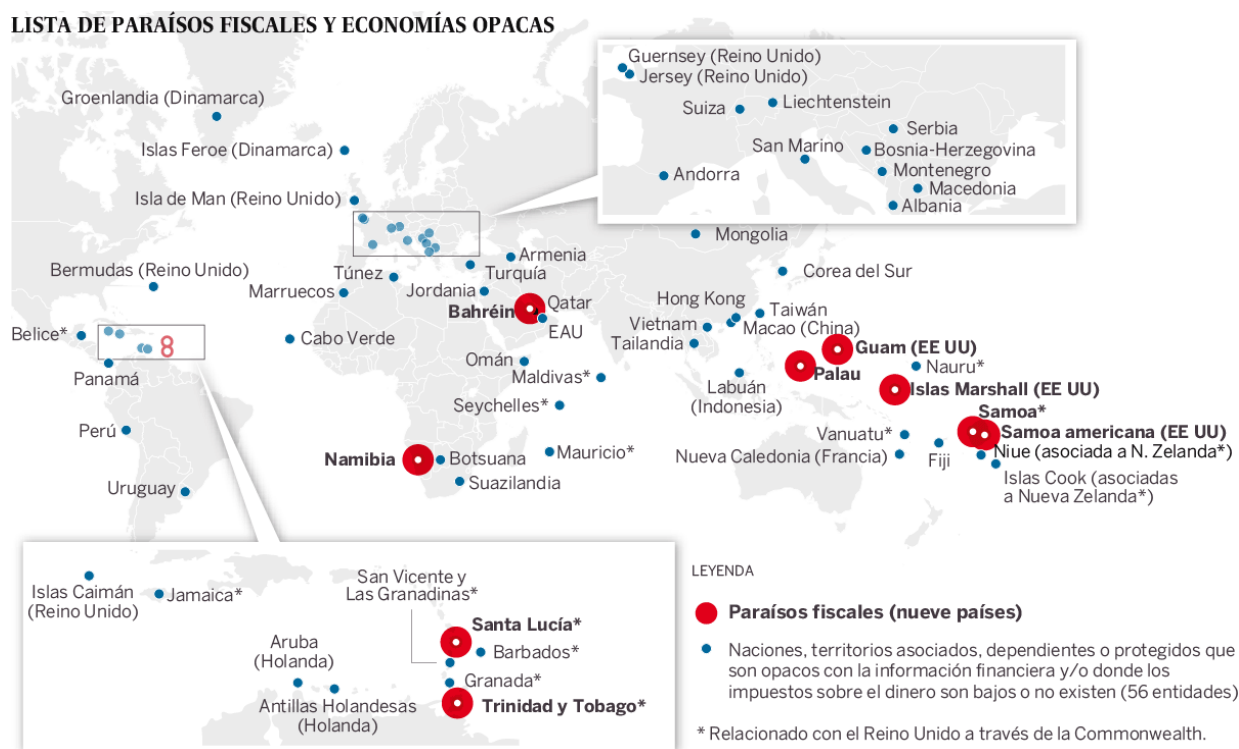 LISTA DE PARAÍSOS FISCALES Y ECONOMÍAS OPACAS
Guernsey (Reino Unido)
Jersey (Reino Unido)
Suiza
Liechtenstein
Serbia
San Marino
Bosnia-Herzegovina
Andorra
Montenegro
Macedonia
Albania
Groenlandia (Dinamarca)
Islas Feroe (Dinamarca)
Isla de Man (Reino Unido)
Mongolia
Armenia
Bermudas (Reino Unido)
Túnez
Turquía
Corea del Sur
Marruecos
Jordania
Bahréin
Qatar
EAU
Hong Kong
Taiwán
Vietnam
Macao (China)
Tailandia
Belice*
Cabo Verde
Guam (EE UU)
Omán
Nauru*
Panamá
Maldivas*
Palau
Labuán
(Indonesia)
Islas Marshall (EE UU)
Seychelles*
Samoa*
Perú
Vanuatu*
Samoa americana (EE UU)
Namibia
Botsuana
Mauricio*
Nueva Caledonia (Francia)
Fiji
Niue (asociada a N. Zelanda*)
Suazilandia
Islas Cook (asociadas
a Nueva Zelanda*)
Uruguay
Islas Caimán
(Reino Unido)
Jamaica*
San Vicente y
Las Granadinas*
Santa Lucía*
Barbados*
Aruba
(Holanda)
Granada*
Antillas Holandesas
(Holanda)
Trinidad y Tobago*
LEYENDA
Paraísos fiscales (nueve países)
Naciones, territorios asociados, dependientes o protegidos que
son opacos con la información financiera y/o donde los
impuestos sobre el dinero son bajos o no existen (56 entidades)
* Relacionado con el Reino Unido a través de la Commonwealth.